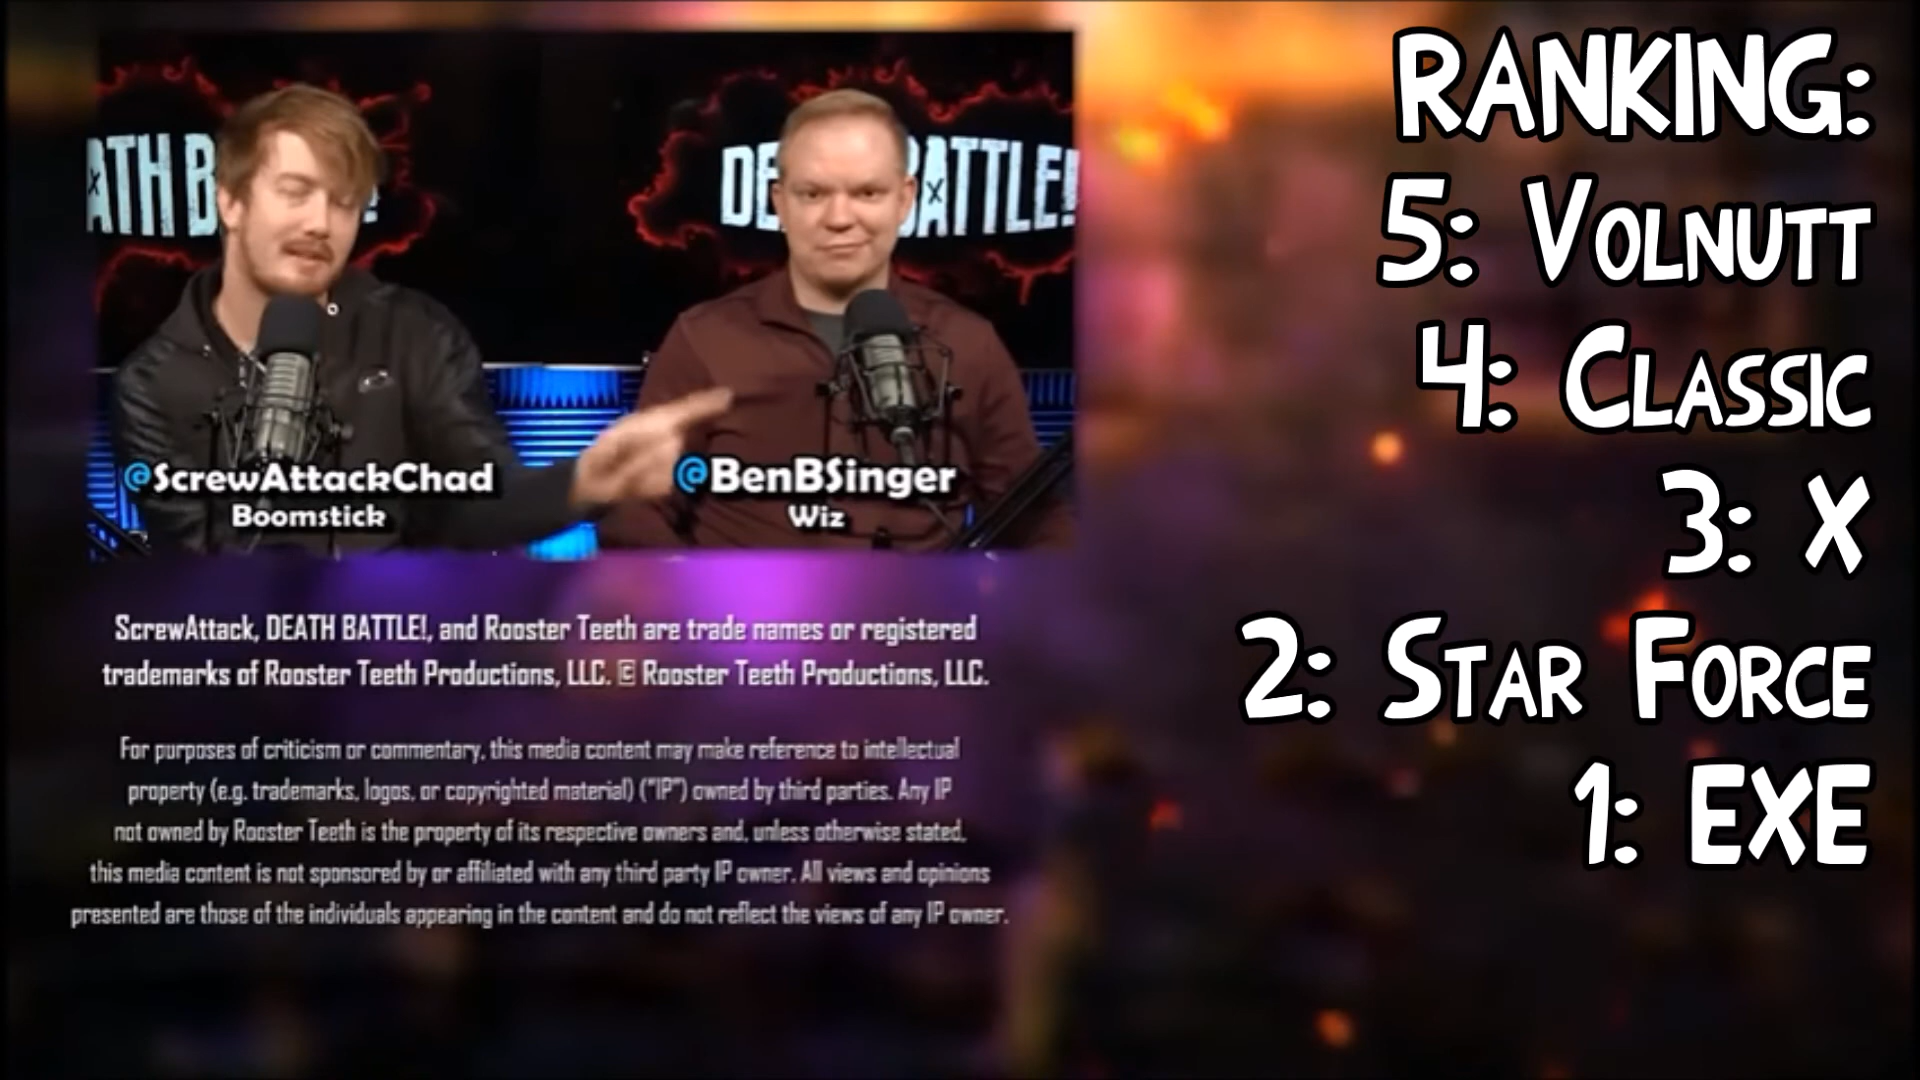 ATH B
!
DE BATTLE!
@ScrewAttackChad
Boomstick
@BenBSinger
Wiz
ScrewAttack, DEATH BATTLE!, and Rooster Teeth are trade names or registered
trademarks of Rooster Teeth Productions, LLC. © Rooster Teeth Productions, LLC.
For purposes of criticism or commentary, this media content may make reference to intellectual
property (e.g. trademarks, logos, or copyrighted material) ("IP") owned by third parties. Any IP
not owned by Rooster Teeth is the property of its respective owners and, unless otherwise stated,
this media content is not sponsored by or affiliated with any third party IP owner. All views and opinions
presented are those of the individuals appearing in the content and do not reflect the views of any IP owner.
RANKING:
5: VOLNUTT
4: CLASSIC
3: X
2: STAR FORCE
1: EXE